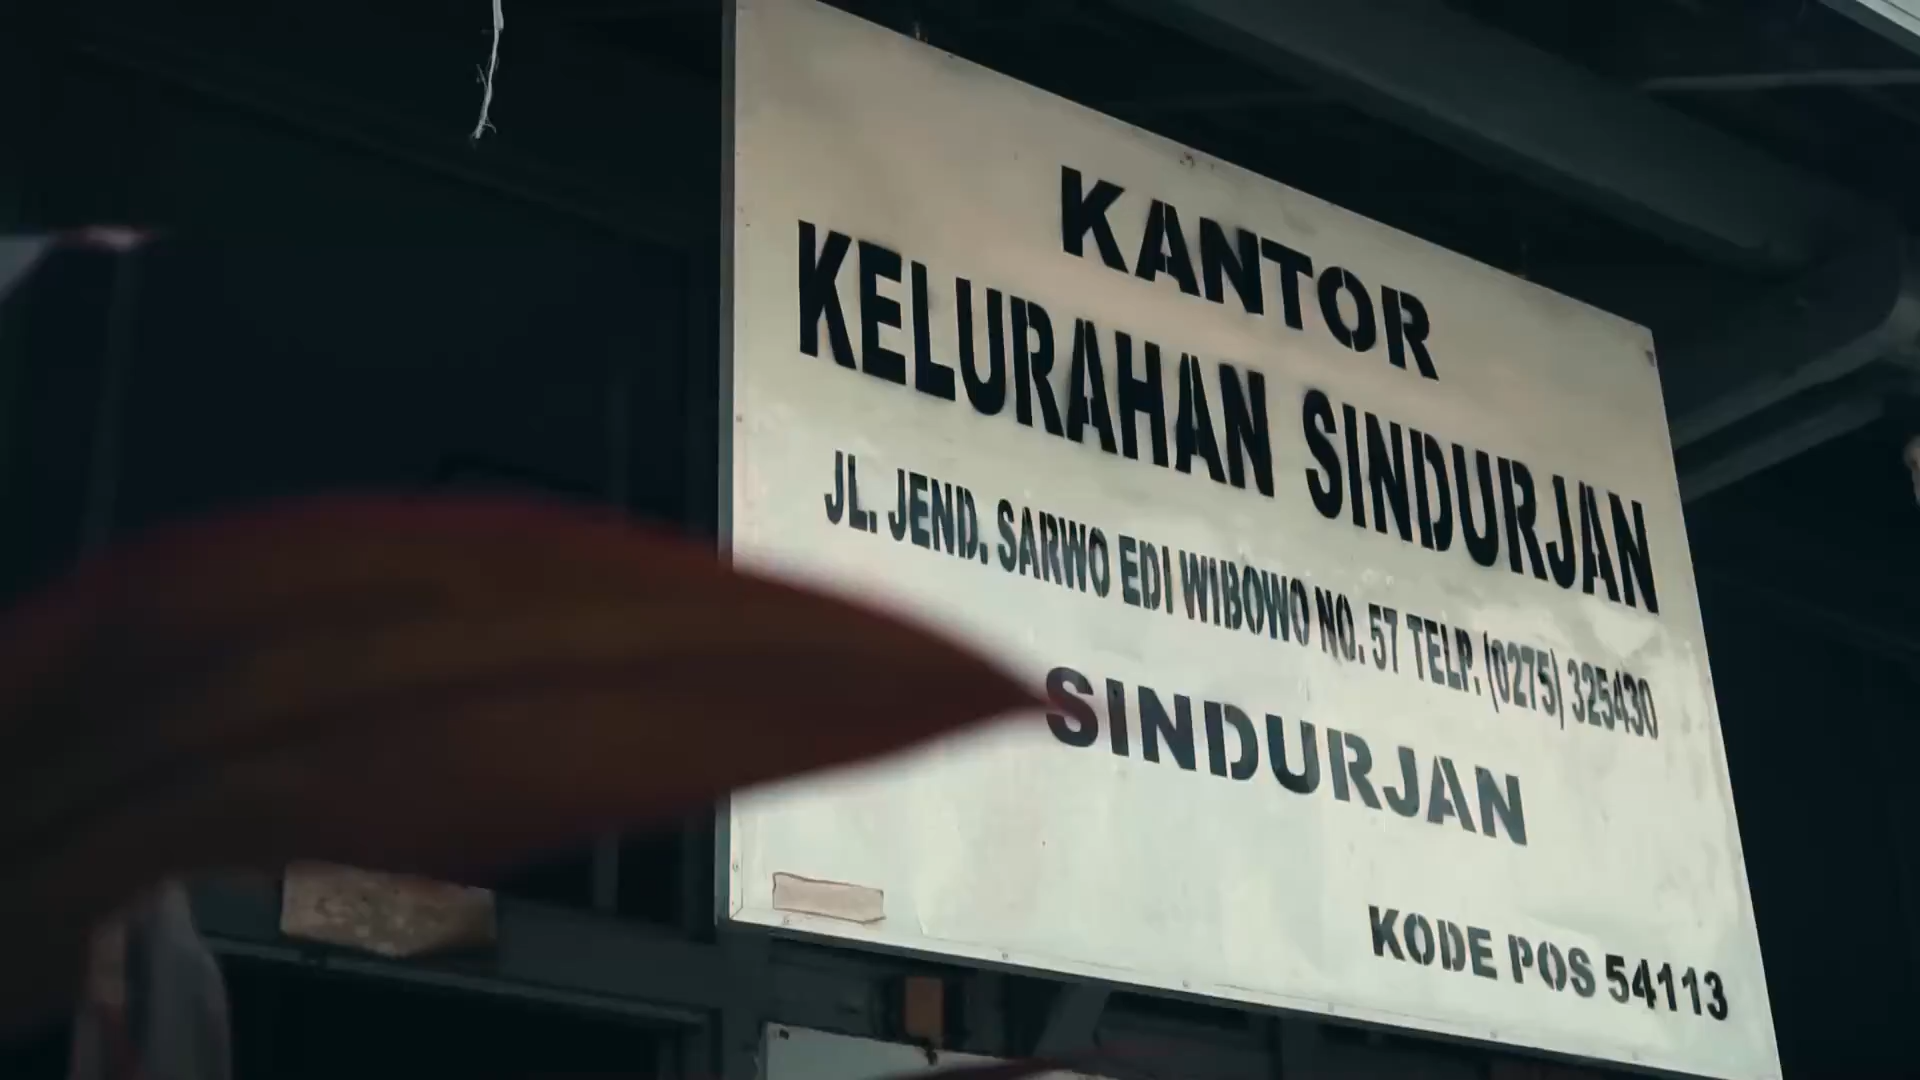 KANTOR
KELURAHAN SINDURJAN
JL. JEND. SARWO EDI WIBOWO NO. 57 TELP. (0275) 325430
SINDURJAN
KODE POS 54113